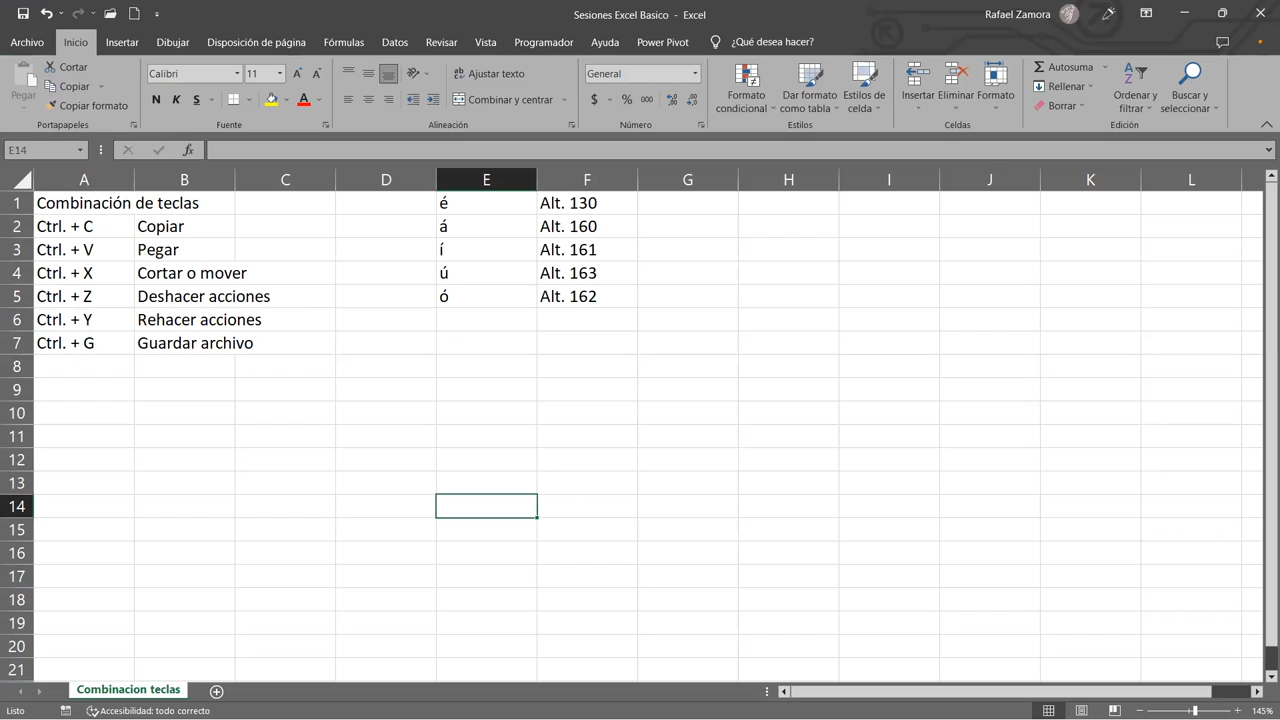 Sesiones Excel Basico - Excel
Rafael Zamora
Archivo Inicio Insertar Dibujar Disposición de página Fórmulas Datos Revisar Vista Programador Ayuda Power Pivot ¿Qué desea hacer?
Pegar
Cortar
Copiar
Copiar formato
Portapapeles
Calibri 11
N K S
Fuente
Ajustar texto
Combinar y centrar
Alineación
General
$ % 000
Número
Formato condicional
Dar formato como tabla
Estilos de celda
Estilos
Insertar Eliminar Formato
Celdas
Autosuma
Rellenar
Borrar
Ordenar y filtrar
Buscar y seleccionar
Edición
E14 fx
A B C D E F G H I J K L
1 Combinación de teclas é Alt. 130
2 Ctrl. + C Copiar á Alt. 160
3 Ctrl. + V Pegar í Alt. 161
4 Ctrl. + X Cortar o mover ú Alt. 163
5 Ctrl. + Z Deshacer acciones ó Alt. 162
6 Ctrl. + Y Rehacer acciones
7 Ctrl. + G Guardar archivo
8
9
10
11
12
13
14
15
16
17
18
19
20
21
Combinacion teclas
Listo Accesibilidad: todo correcto 145%